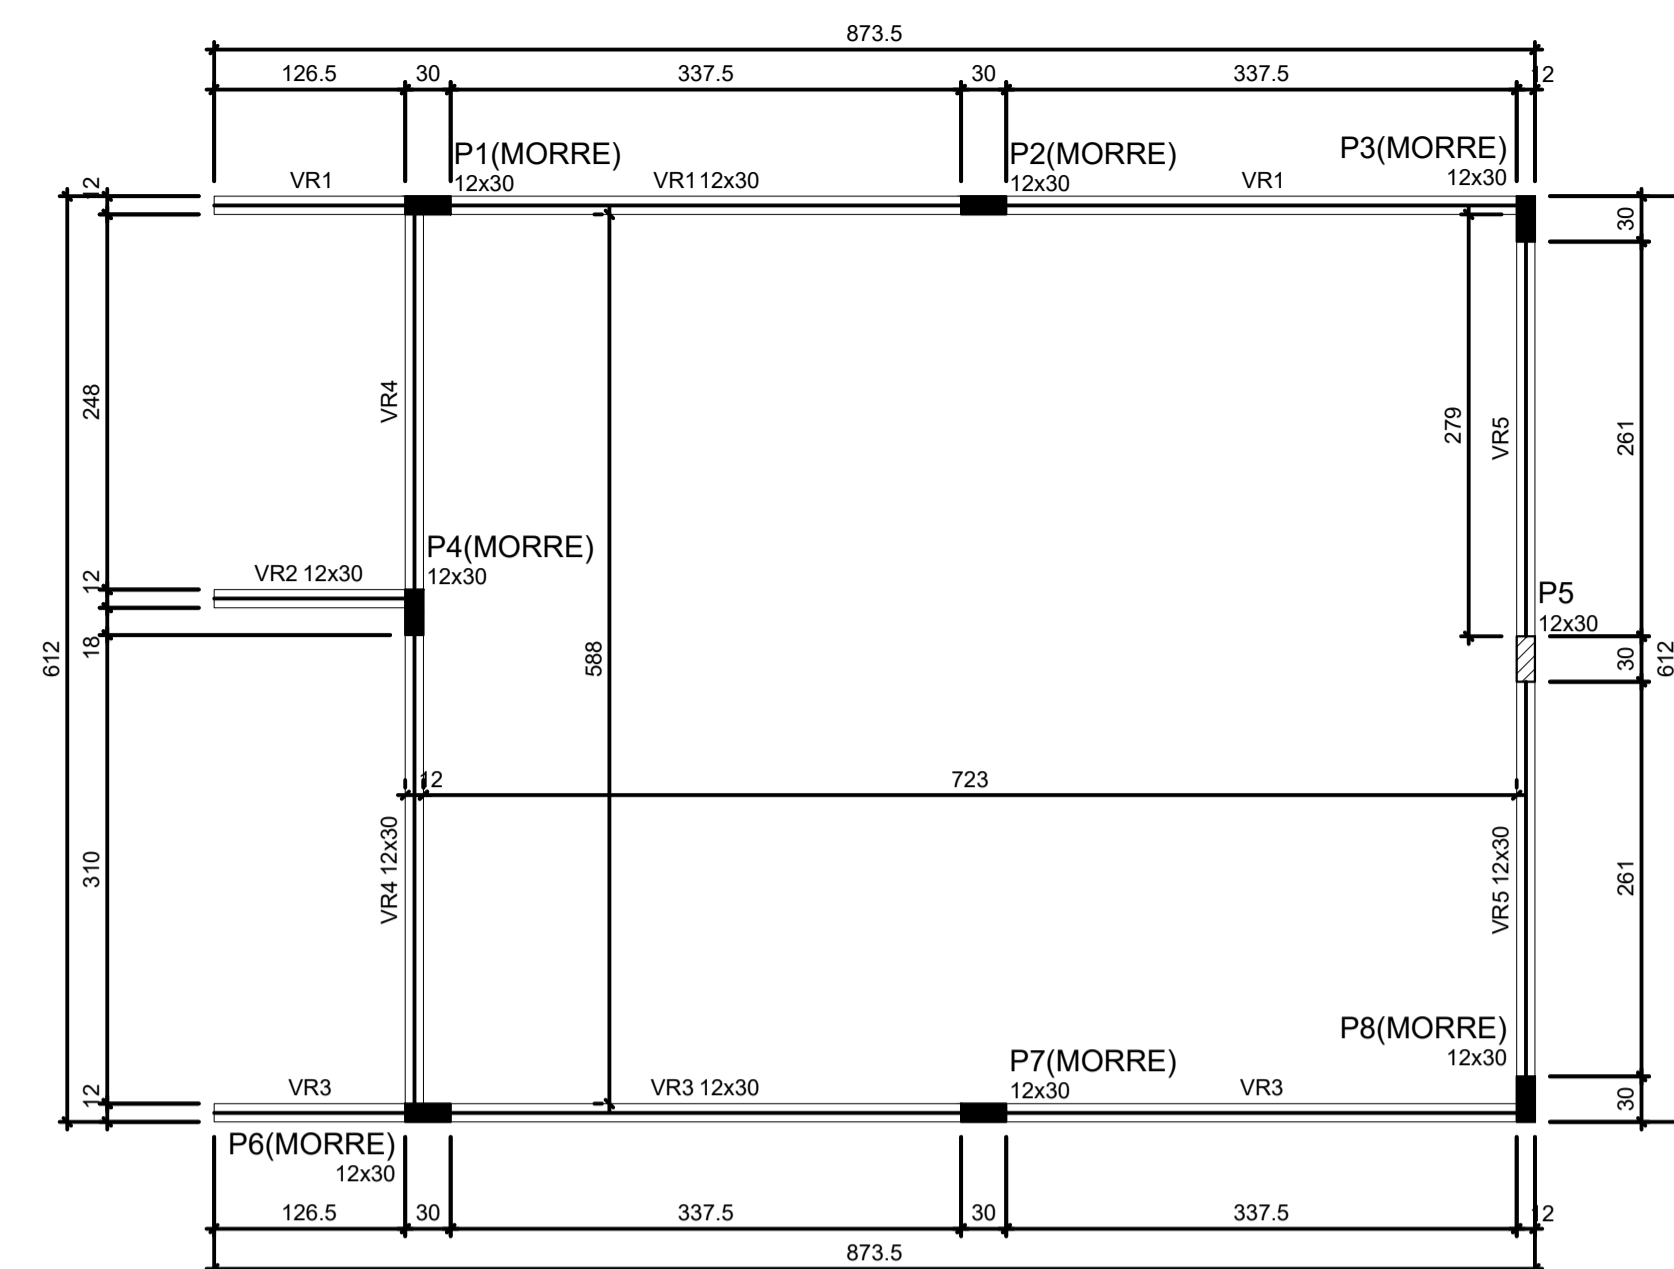 873.5
126.5
30
337.5
30
337.5
12
P1(MORRE)
12x30
P2(MORRE)
12x30
P3(MORRE)
12x30
VR1
VR1 12x30
VR1
12
30
248
VR4
279
VR5
261
P4(MORRE)
12x30
VR2 12x30
12
18
612
588
P5
12x30
30
612
12
723
310
VR4 12x30
VR5 12x30
261
P8(MORRE)
12x30
P7(MORRE)
12x30
VR3
VR3 12x30
VR3
12
30
P6(MORRE)
12x30
126.5
30
337.5
30
337.5
12
873.5